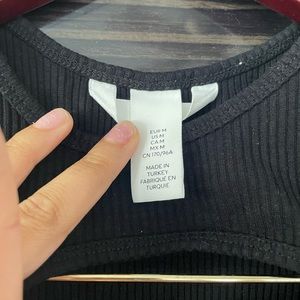 EUR M
US M
CA M
MX M
CN 170/96A
MADE IN
TURKEY
FABRIQUÉ EN
TURQUIE